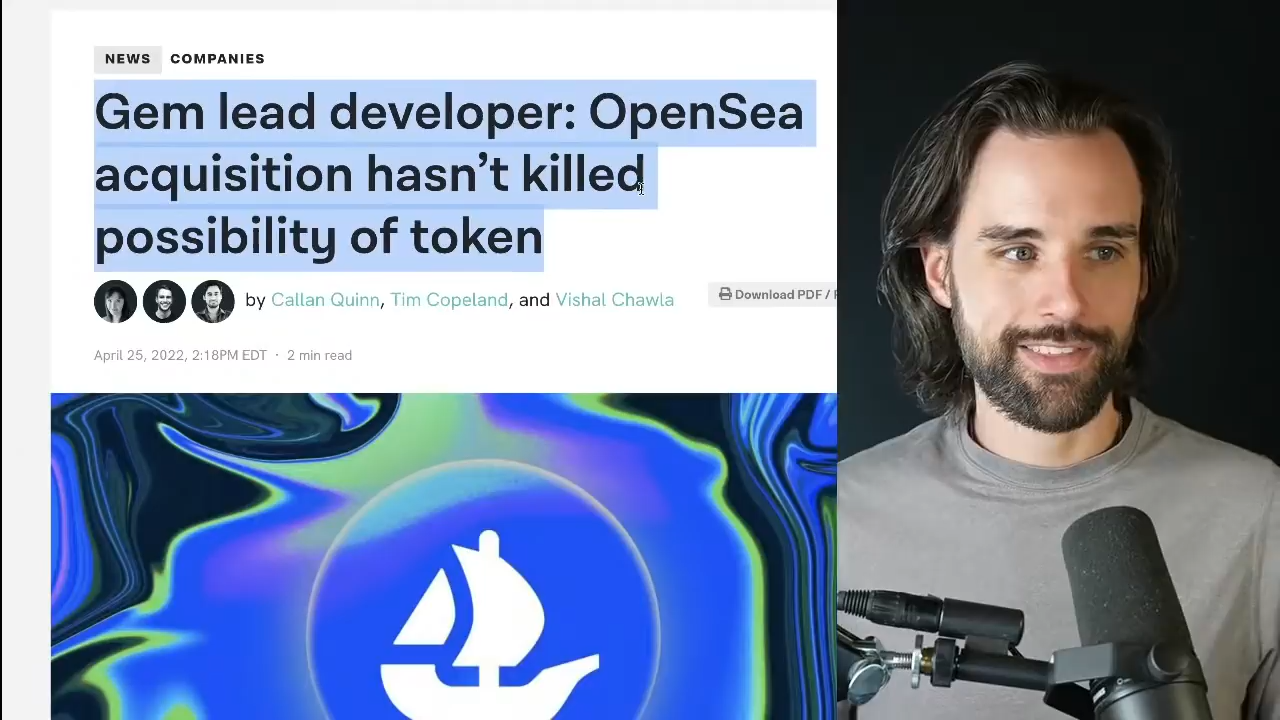 NEWS COMPANIES
Gem lead developer: OpenSea
acquisition hasn’t killed
possibility of token
by Callan Quinn, Tim Copeland, and Vishal Chawla
Download PDF /
April 25, 2022, 2:18PM EDT · 2 min read